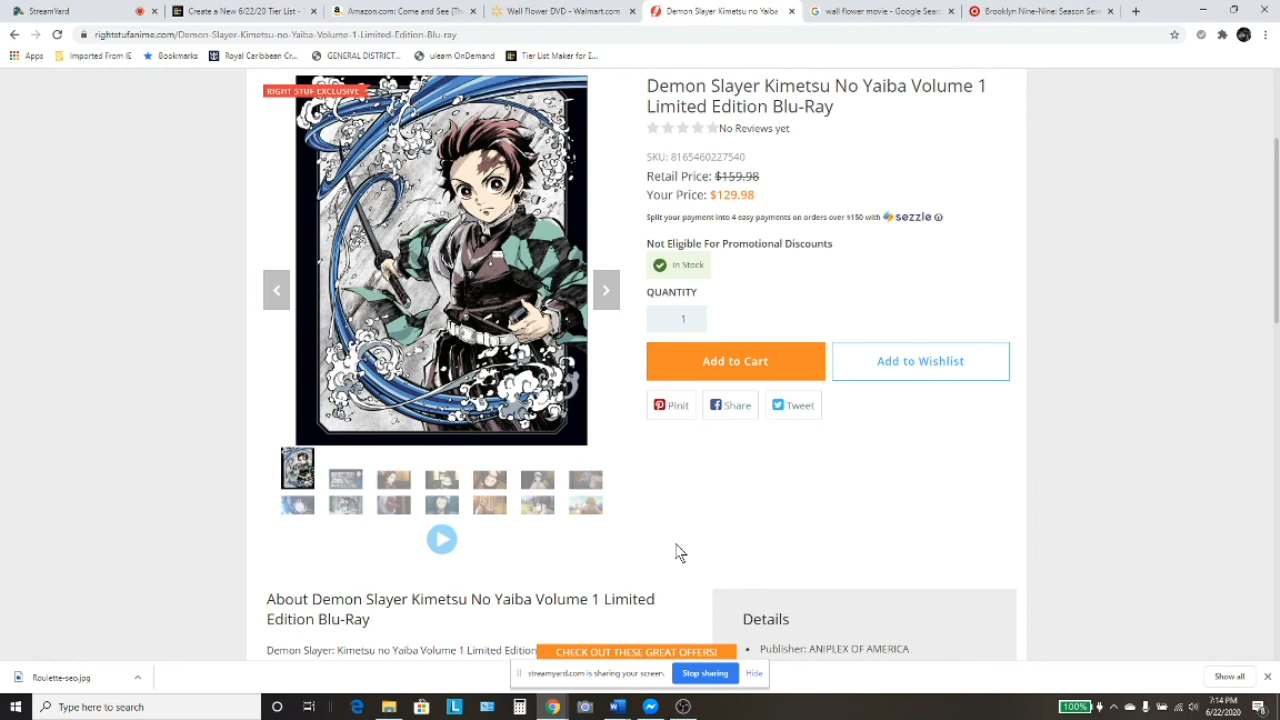 StreamYard
Create a New 6/22/20 Tier List -
Amazon.com: Come and See [The
Wall Flower DVD - Walmart.com
Demon Slayer Kimetsu No Yaiba
wall flower movie - Google Sea
Brooklyn Nine-Nine: Season Se
rightstufanime.com/Demon-Slayer-Kimetsu-no-Yaiba-Volume-1-Limited-Edition-Blu-ray
Apps
Imported From IE
Bookmarks
Royal Caribbean Cr...
GENERAL DISTRICT...
ulearn OnDemand
Tier List Maker for E...
RIGHT STUF EXCLUSIVE
Demon Slayer Kimetsu No Yaiba Volume 1
Limited Edition Blu-Ray
No Reviews yet
SKU: 8165460227540
Retail Price: $159.98
Your Price: $129.98
Split your payment into 4 easy payments on orders over $150 with sezzle
Not Eligible For Promotional Discounts
In Stock
QUANTITY
1
Add to Cart
Add to Wishlist
Pinit
Share
Tweet
About Demon Slayer Kimetsu No Yaiba Volume 1 Limited
Edition Blu-Ray
Details
Demon Slayer: Kimetsu no Yaiba Volume 1 Limited Edition
Publisher: ANIPLEX OF AMERICA
CHECK OUT THESE GREAT OFFERS!
streamyard.com is sharing your screen.
Stop sharing
Hide
Roulette-seo.jpg
Show all
Type here to search
100%
7:14 PM
6/22/2020